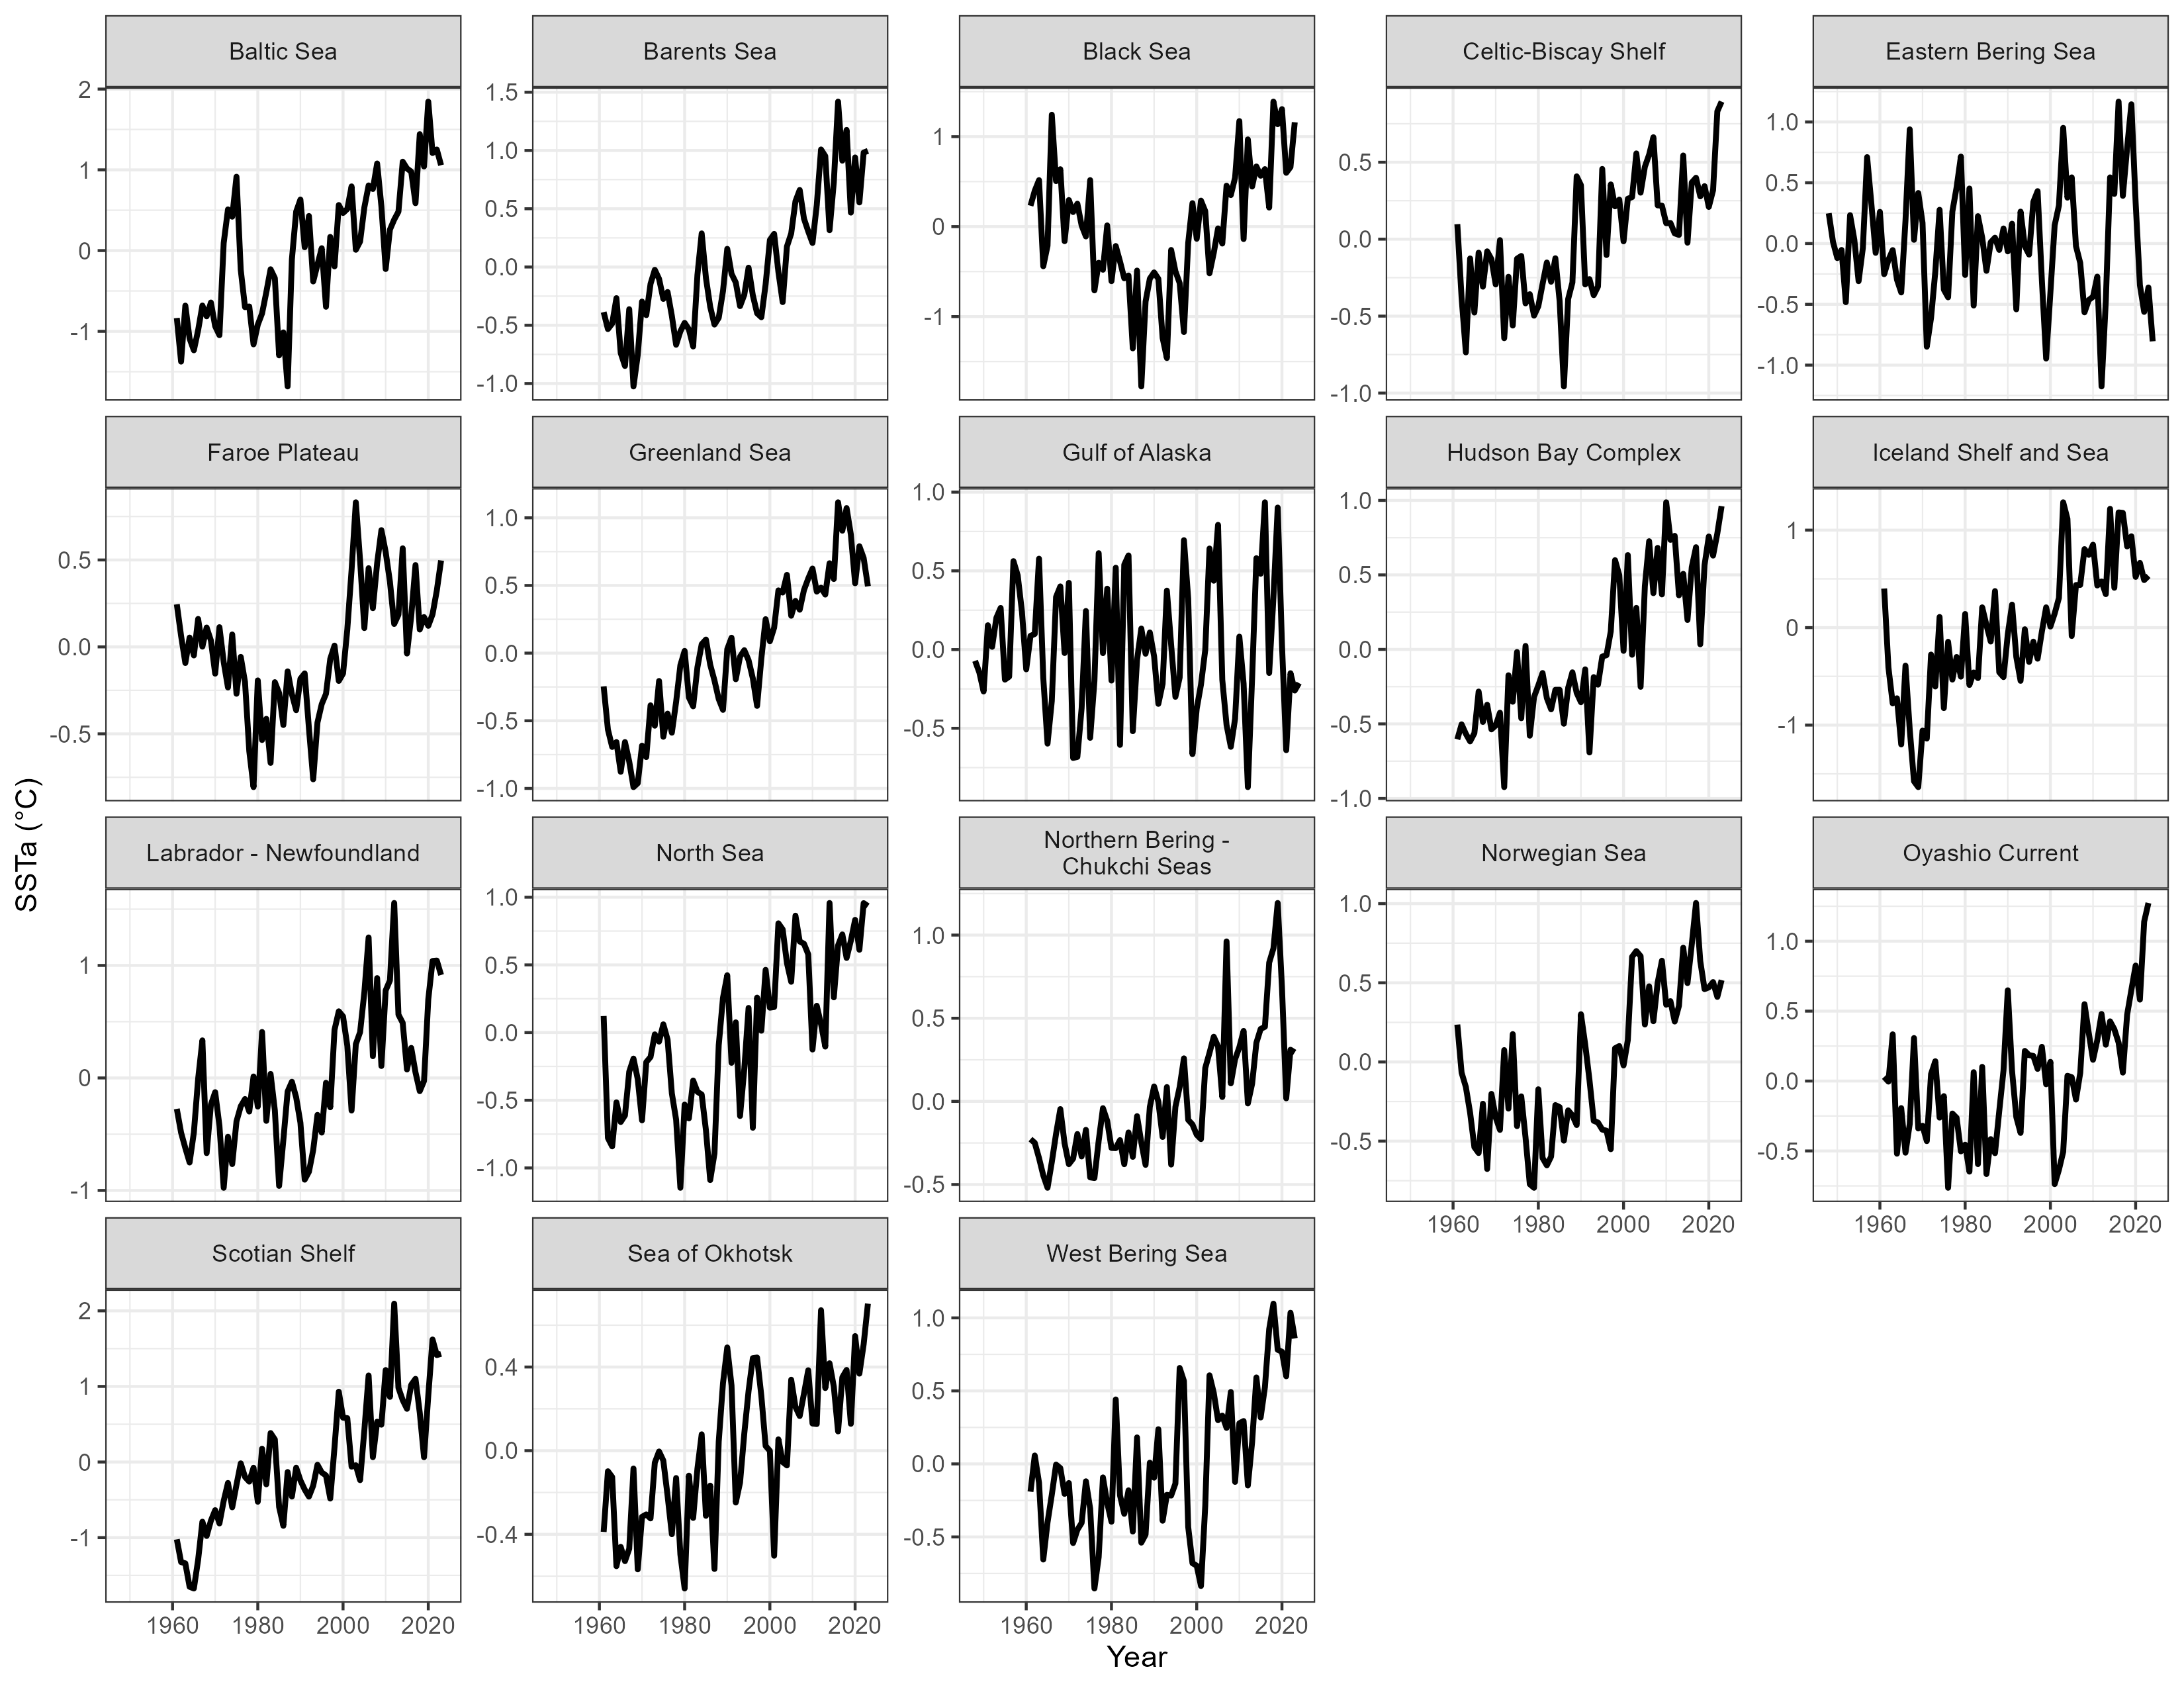 Baltic Sea
Barents Sea
Black Sea
Celtic-Biscay Shelf
Eastern Bering Sea
2
1
0
-1
1.5
1.0
0.5
0.0
-0.5
-1.0
1
0
-1
0.5
0.0
-0.5
-1.0
1.0
0.5
0.0
-0.5
-1.0
Faroe Plateau
Greenland Sea
Gulf of Alaska
Hudson Bay Complex
Iceland Shelf and Sea
0.5
0.0
-0.5
1.0
0.5
0.0
-0.5
-1.0
1.0
0.5
0.0
-0.5
1.0
0.5
0.0
-0.5
-1.0
1
0
-1
SSTa (°C)
Labrador - Newfoundland
North Sea
Northern Bering -
Chukchi Seas
Norwegian Sea
Oyashio Current
1
0
-1
1.0
0.5
0.0
-0.5
-1.0
1.0
0.5
0.0
-0.5
1.0
0.5
0.0
-0.5
1.0
0.5
0.0
-0.5
1960 1980 2000 2020
1960 1980 2000 2020
Scotian Shelf
Sea of Okhotsk
West Bering Sea
2
1
0
-1
0.4
0.0
-0.4
1.0
0.5
0.0
-0.5
1960 1980 2000 2020
1960 1980 2000 2020
1960 1980 2000 2020
Year